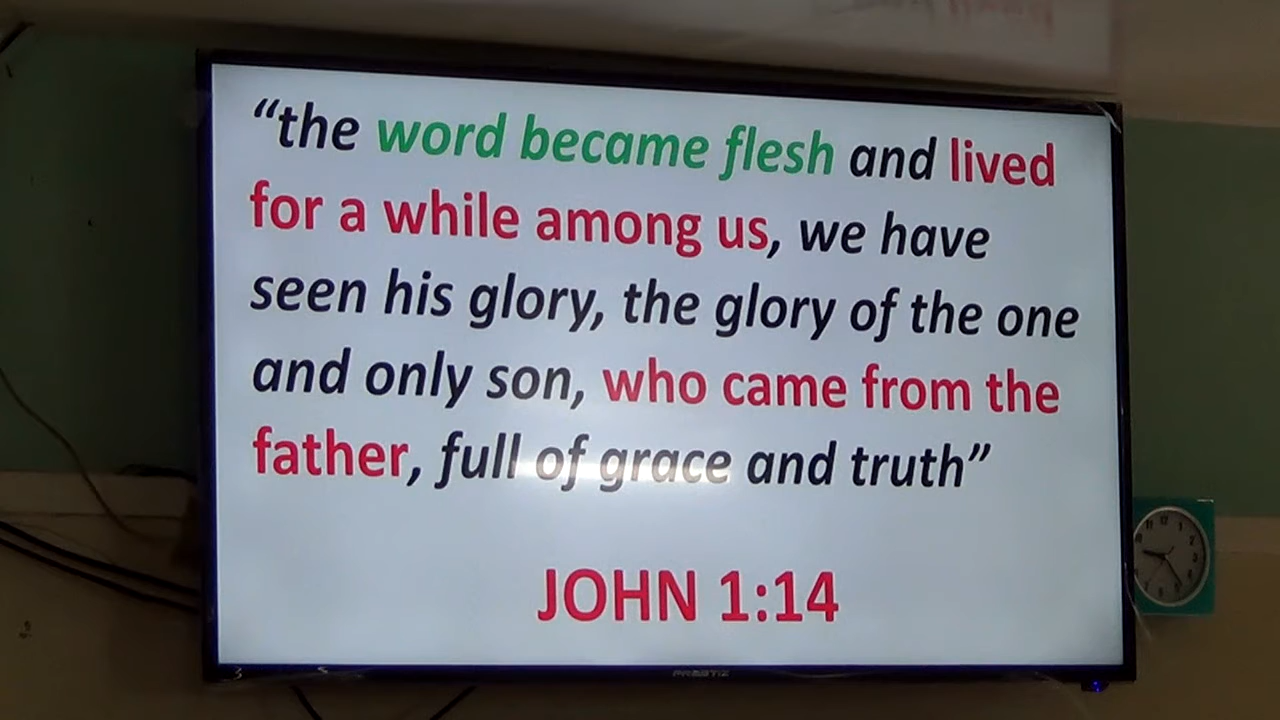 “the word became flesh and lived
for a while among us, we have
seen his glory, the glory of the one
and only son, who came from the
father, full of grace and truth”
JOHN 1:14